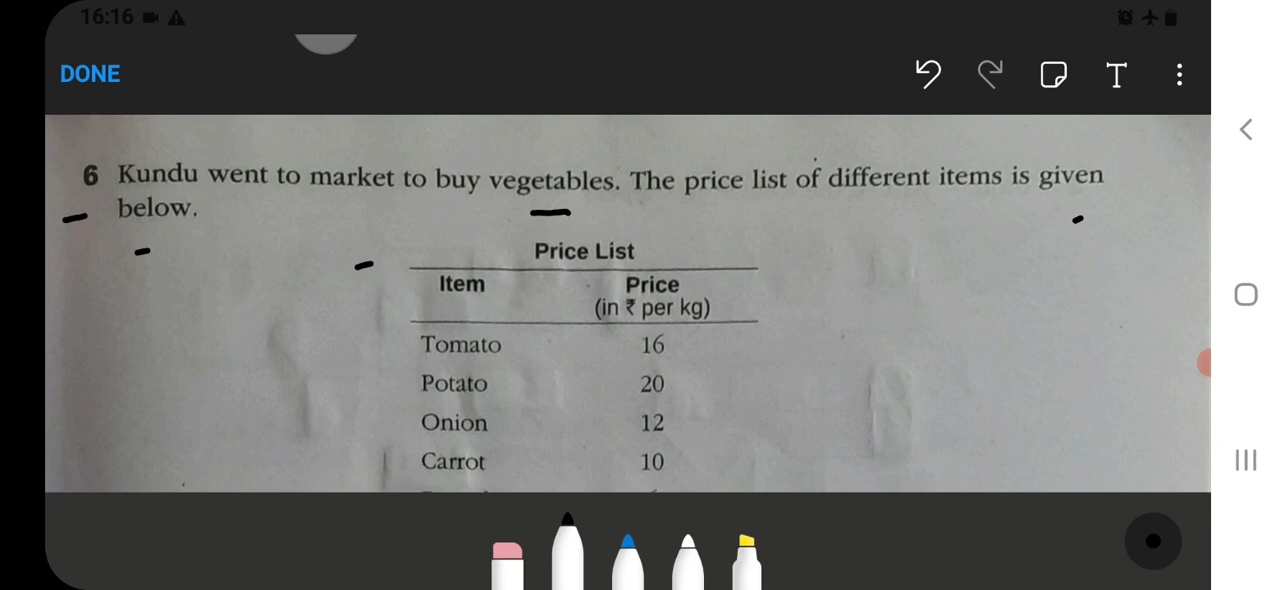 16:16
DONE
T
6 Kundu went to market to buy vegetables. The price list of different items is given
below.
Price List
Item Price
(in ₹ per kg)
Tomato 16
Potato 20
Onion 12
Carrot 10